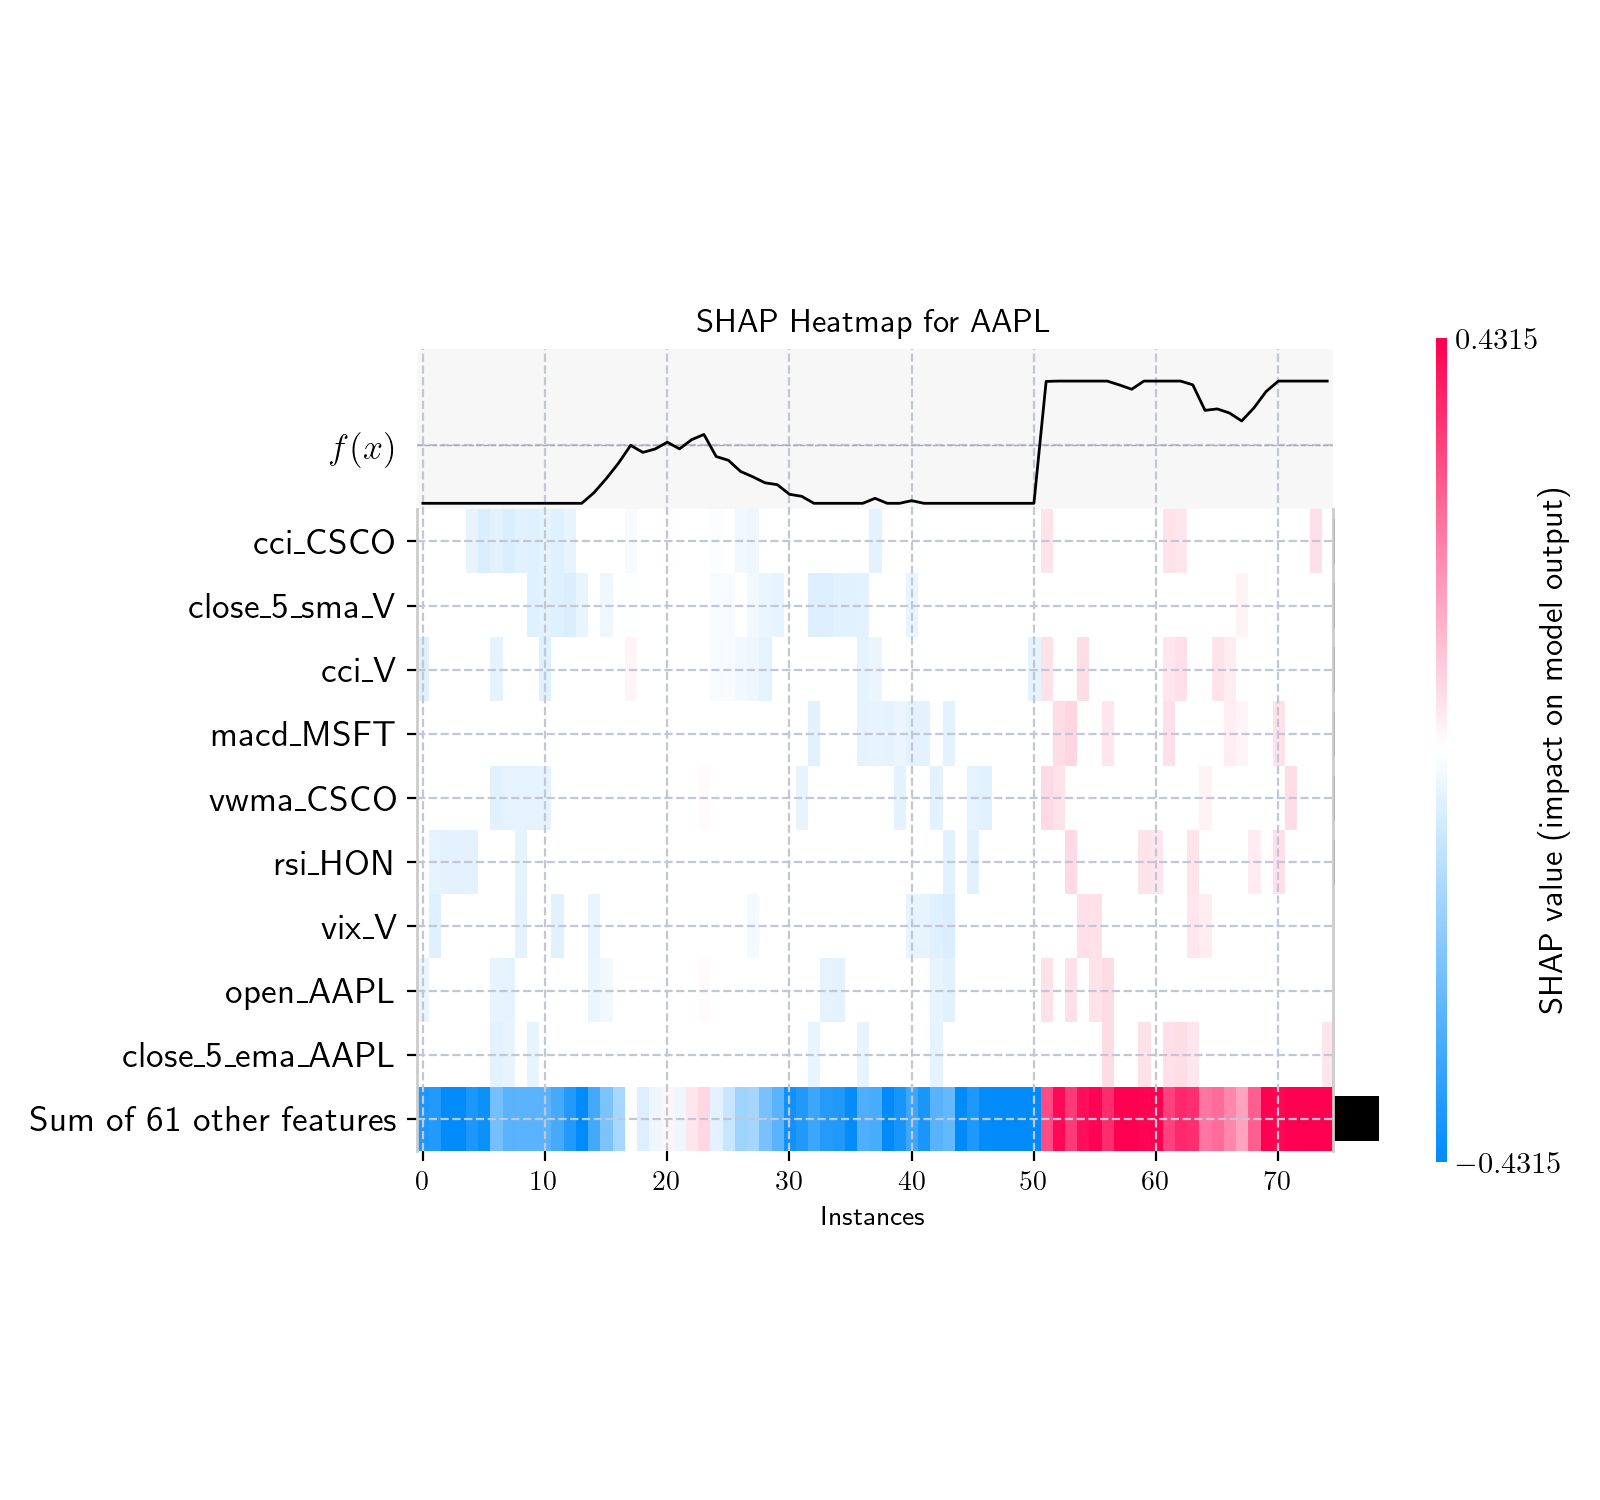 SHAP Heatmap for AAPL
f(x)
cci_CSCO
close_5_sma_V
cci_V
macd_MSFT
vwma_CSCO
rsi_HON
vix_V
open_AAPL
close_5_ema_AAPL
Sum of 61 other features
0 10 20 30 40 50 60 70
Instances
0.4315
−0.4315
SHAP value (impact on model output)